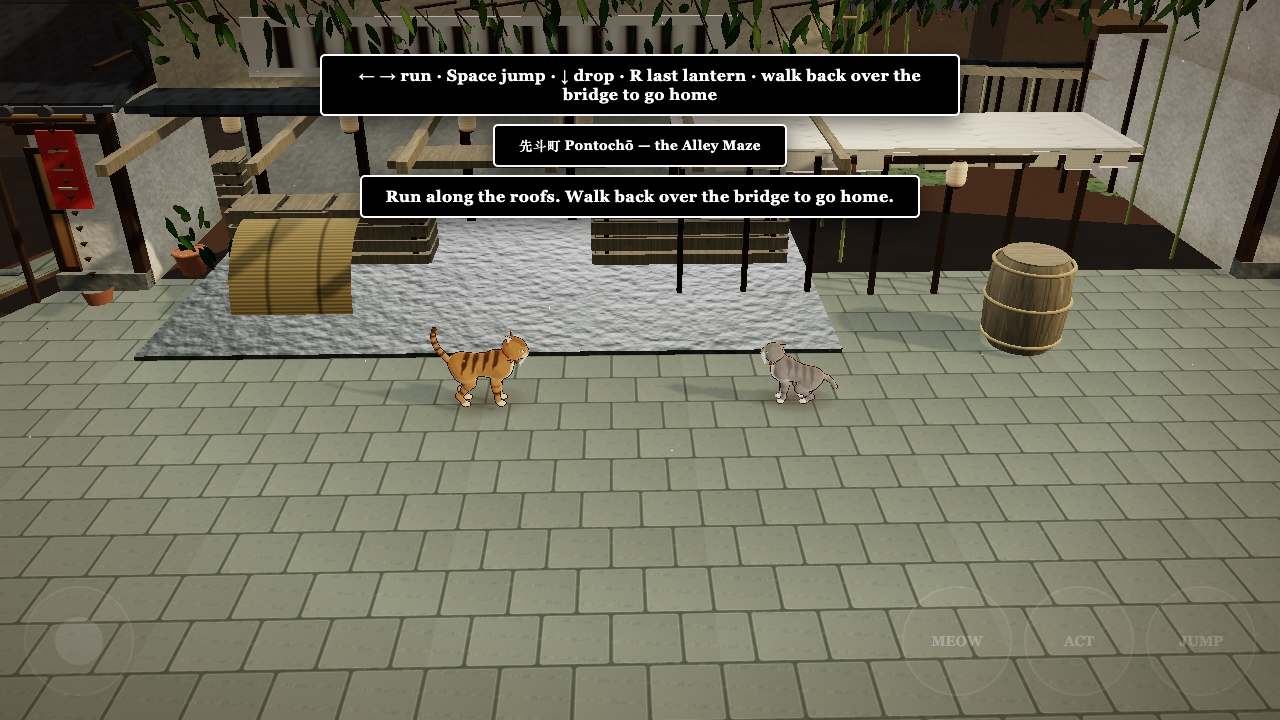 ←→ run · Space jump · ↓ drop · R last lantern · walk back over the
bridge to go home
先斗町 Pontochō — the Alley Maze
Run along the roofs. Walk back over the bridge to go home.
MEOW
ACT
JUMP